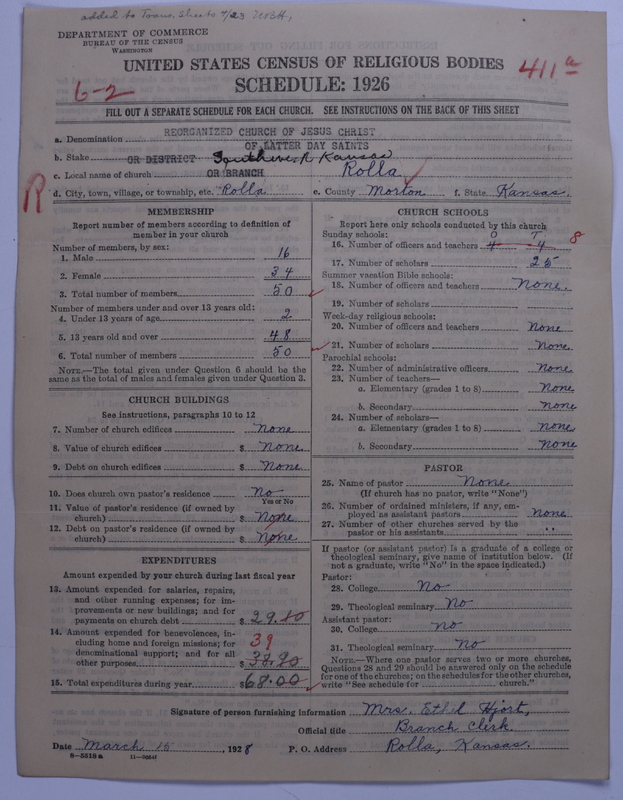 added to Trans. Sheets
DEPARTMENT OF COMMERCE
BUREAU OF THE CENSUS
WASHINGTON
UNITED STATES CENSUS OF RELIGIOUS BODIES
411a
SCHEDULE: 1926
6-2
FILL OUT A SEPARATE SCHEDULE FOR EACH CHURCH. SEE INSTRUCTIONS ON THE BACK OF THIS SHEET
a. Denomination REORGANIZED CHURCH OF JESUS CHRIST
OF LATTER DAY SAINTS
b. Stake OR DISTRICT Southwestern Kansas
c. Local name of church OR BRANCH Rolla
R
d. City, town, village, or township, etc. Rolla e. County Morton f. State Kansas.
MEMBERSHIP
Report number of members according to definition of
member in your church
Number of members, by sex:
1. Male 16
2. Female 34
3. Total number of members 50
Number of members under and over 13 years old:
4. Under 13 years of age 2
5. 13 years old and over 48
6. Total number of members 50
NOTE.—The total given under Question 6 should be the
same as the total of males and females given under Question 3.
CHURCH BUILDINGS
See instructions, paragraphs 10 to 12
7. Number of church edifices None
8. Value of church edifices $ None
9. Debt on church edifices $ None
10. Does church own pastor's residence No
Yes or No
11. Value of pastor's residence (if owned by
church) $ None
12. Debt on pastor's residence (if owned by
church) $ None
EXPENDITURES
Amount expended by your church during last fiscal year
13. Amount expended for salaries, repairs,
and other running expenses; for im-
provements or new buildings; and for
payments on church debt $ 29.10
14. Amount expended for benevolences, in-
cluding home and foreign missions; for
denominational support; and for all
other purposes $ 38.90
39
15. Total expenditures during year $ 68.00
CHURCH SCHOOLS
Report here only schools conducted by this church
Sunday schools: O T
16. Number of officers and teachers 4 - 4 8
17. Number of scholars 25
Summer vacation Bible schools:
18. Number of officers and teachers None.
19. Number of scholars
Week-day religious schools:
20. Number of officers and teachers None
21. Number of scholars None
Parochial schools:
22. Number of administrative officers None
23. Number of teachers—
a. Elementary (grades 1 to 8) None
b. Secondary None
24. Number of scholars—
a. Elementary (grades 1 to 8) None
b. Secondary None
PASTOR
25. Name of pastor None
(If church has no pastor, write "None")
26. Number of ordained ministers, if any, em-
ployed as assistant pastors None
27. Number of other churches served by the
pastor or his assistants "
If pastor (or assistant pastor) is a graduate of a college or
theological seminary, give name of institution below. (If
not a graduate, write "No" in the space indicated.)
Pastor:
28. College No
29. Theological seminary No
Assistant pastor:
30. College No
31. Theological seminary No
NOTE.—Where one pastor serves two or more churches,
Questions 28 and 29 should be answered only on the schedule
for one of the churches; on the schedules for the other churches,
write "See schedule for church."
Signature of person furnishing information Mrs. Ethel Hjort,
Official title Branch Clerk.
Date March 15, 1928 P. O. Address Rolla, Kansas.
8—5518a